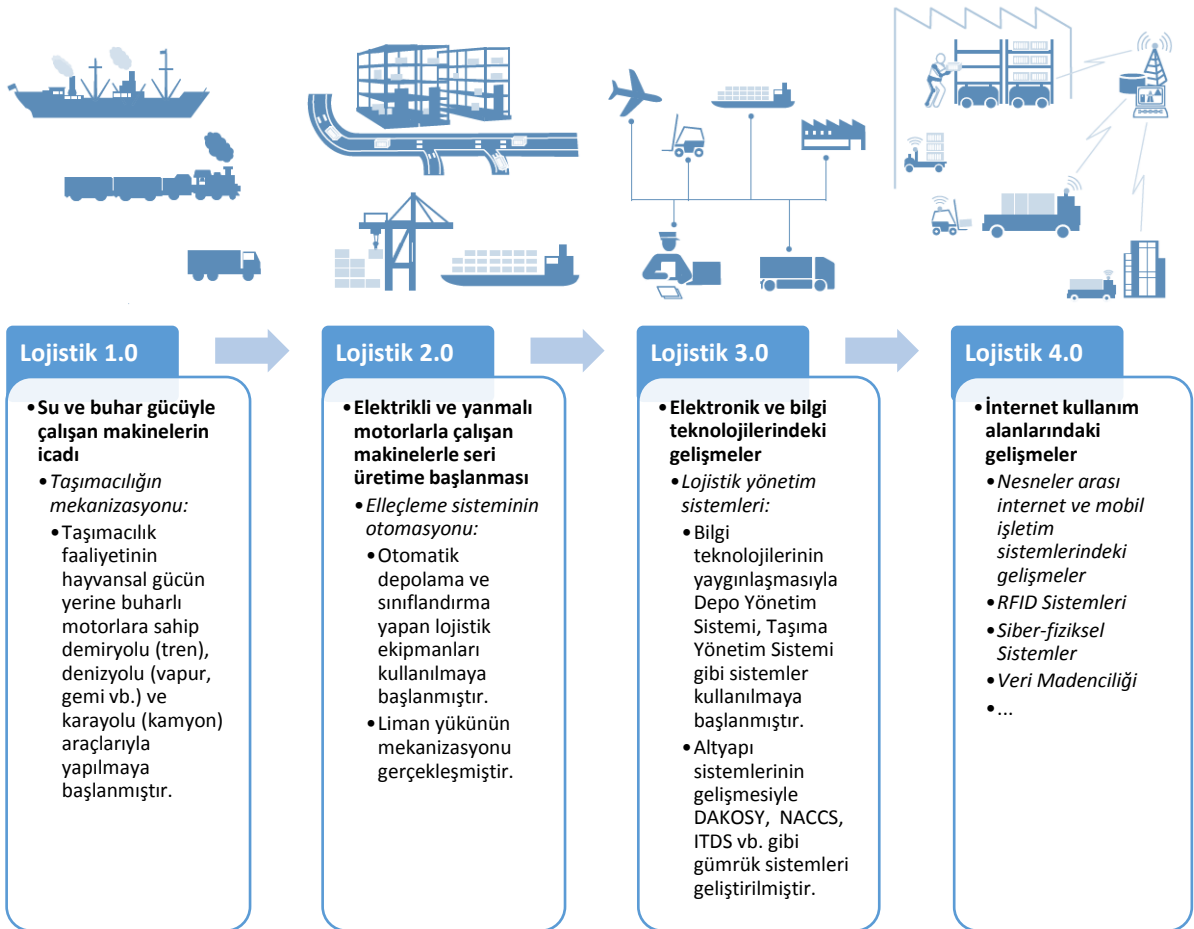 Lojistik 1.0
• Su ve buhar gücüyle
çalışan makinelerin
icadı
• Taşımacılığın
mekanizasyonu:
• Taşımacılık
faaliyetinin
hayvansal gücün
yerine buharlı
motorlara sahip
demiryolu (tren),
denizyolu (vapur,
gemi vb.) ve
karayolu (kamyon)
araçlarıyla
yapılmaya
başlanmıştır.
Lojistik 2.0
• Elektrikli ve yanmalı
motorlarla çalışan
makinelerle seri
üretime başlanması
• Elleçleme sisteminin
otomasyonu:
• Otomatik
depolama ve
sınıflandırma
yapan lojistik
ekipmanları
kullanılmaya
başlanmıştır.
• Liman yükünün
mekanizasyonu
gerçekleşmiştir.
Lojistik 3.0
• Elektronik ve bilgi
teknolojilerindeki
gelişmeler
• Lojistik yönetim
sistemleri:
• Bilgi
teknolojilerinin
yaygınlaşmasıyla
Depo Yönetim
Sistemi, Taşıma
Yönetim Sistemi
gibi sistemler
kullanılmaya
başlanmıştır.
• Altyapı
sistemlerinin
gelişmesiyle
DAKOSY, NACCS,
ITDS vb. gibi
gümrük sistemleri
geliştirilmiştir.
Lojistik 4.0
• İnternet kullanım
alanlarındaki
gelişmeler
• Nesneler arası
internet ve mobil
işletim
sistemlerindeki
gelişmeler
• RFID Sistemleri
• Siber-fiziksel
Sistemler
• Veri Madenciliği
• ...